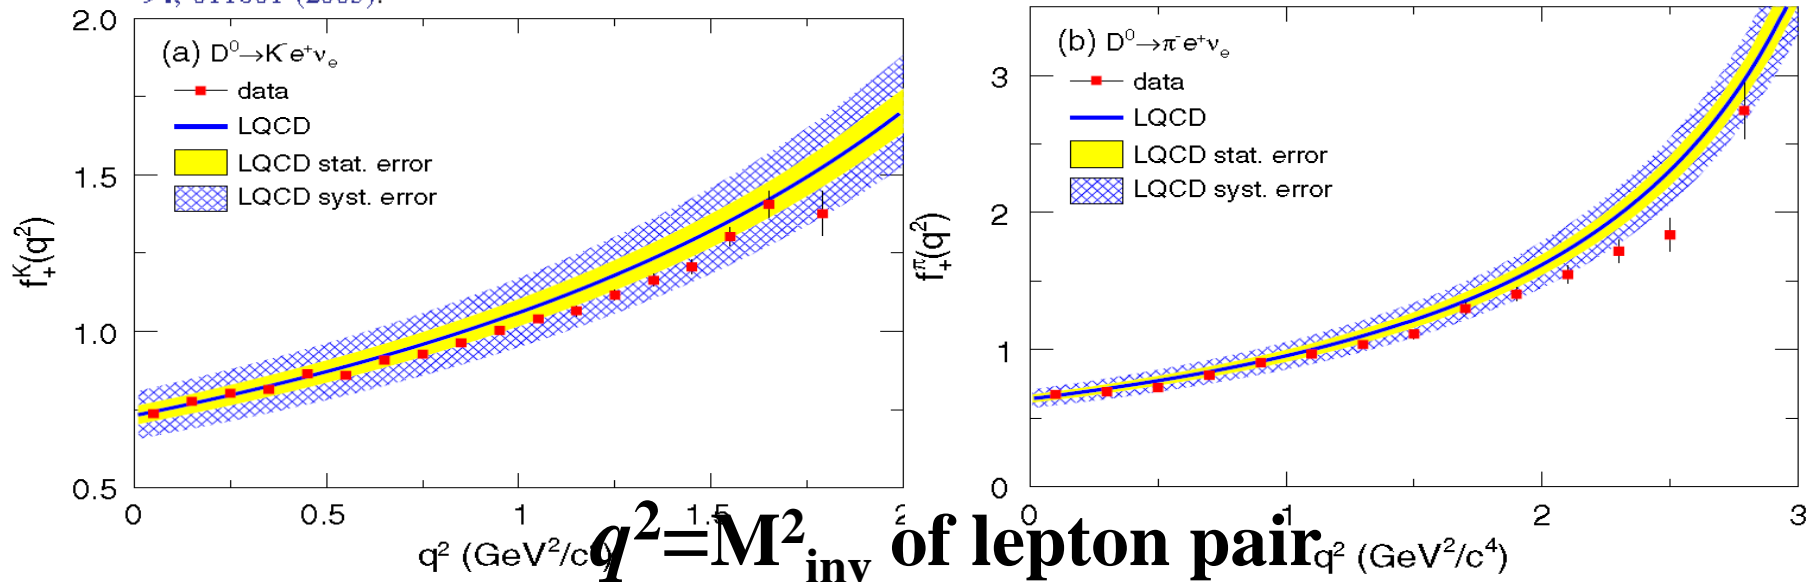 2.0
(a) D⁰→K⁻e⁺νₑ
data
LQCD
LQCD stat. error
LQCD syst. error
1.5
1.0
0.5
f₊ᴷ(q²)
0 0.5 1 1.5 2
q² (GeV²/c
(b) D⁰→π⁻e⁺νₑ
data
LQCD
LQCD stat. error
LQCD syst. error
3
2
1
0
f₊^π(q²)
0 1 2 3
q² (GeV²/c⁴)
q²=M²inv of lepton pair